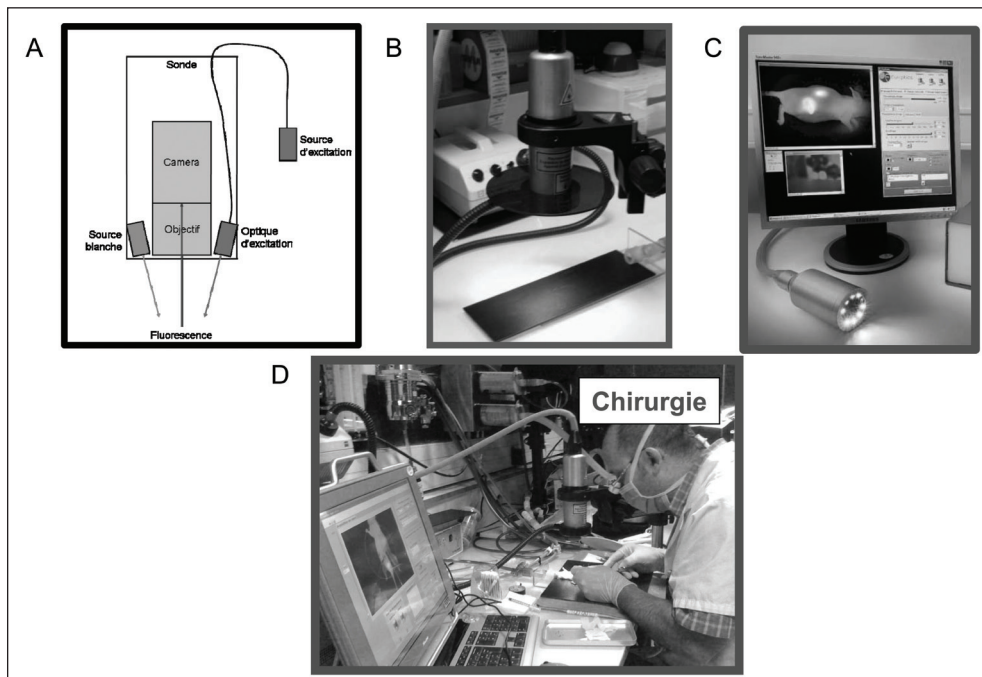 A
Sonde
Source
d'excitation
Camera
Objectif
Source
blanche
Optique
d'excitation
Fluorescence
B
C
D
Chirurgie